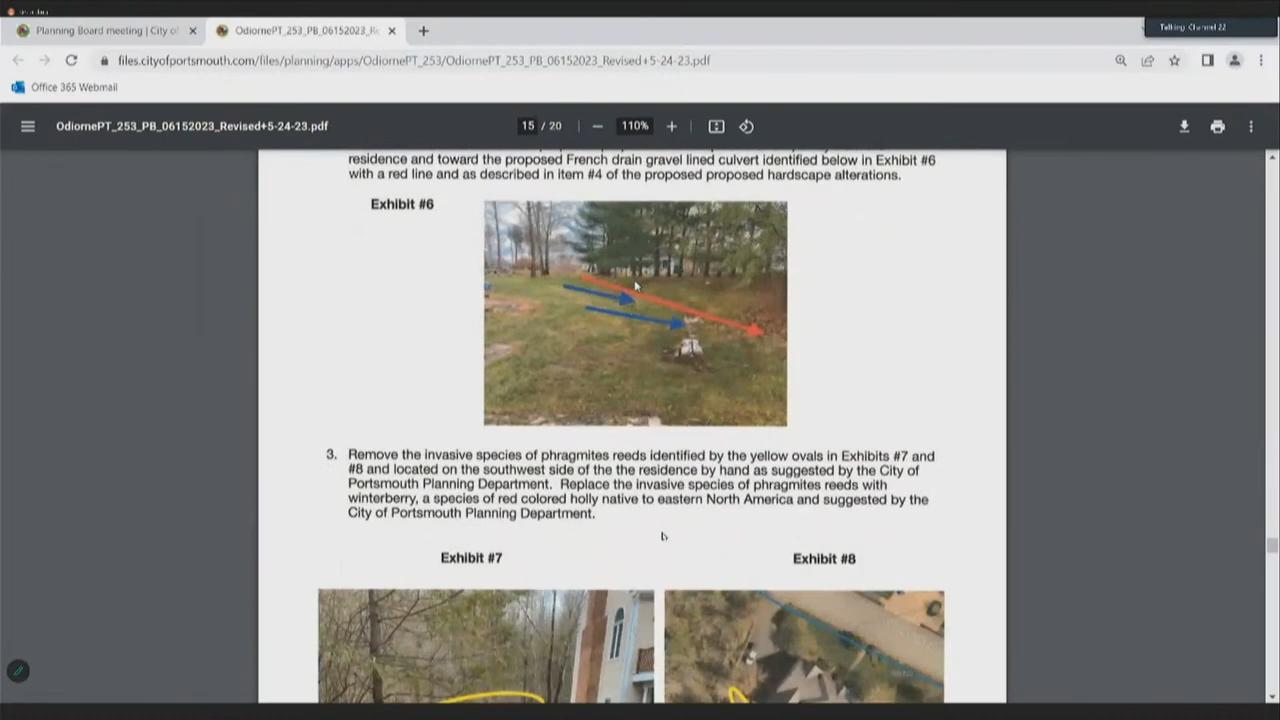 Planning Board meeting | City of
OdiornePT_253_PB_06152023_Re
Talking: Channel 22
files.cityofportsmouth.com/files/planning/apps/OdiornePT_253/OdiornePT_253_PB_06152023_Revised+5-24-23.pdf
Office 365 Webmail
OdiornePT_253_PB_06152023_Revised+5-24-23.pdf
15 / 20
110%
residence and toward the proposed French drain gravel lined culvert identified below in Exhibit #6
with a red line and as described in item #4 of the proposed proposed hardscape alterations.
Exhibit #6
3. Remove the invasive species of phragmites reeds identified by the yellow ovals in Exhibits #7 and
#8 and located on the southwest side of the the residence by hand as suggested by the City of
Portsmouth Planning Department. Replace the invasive species of phragmites reeds with
winterberry, a species of red colored holly native to eastern North America and suggested by the
City of Portsmouth Planning Department.
Exhibit #7
Exhibit #8